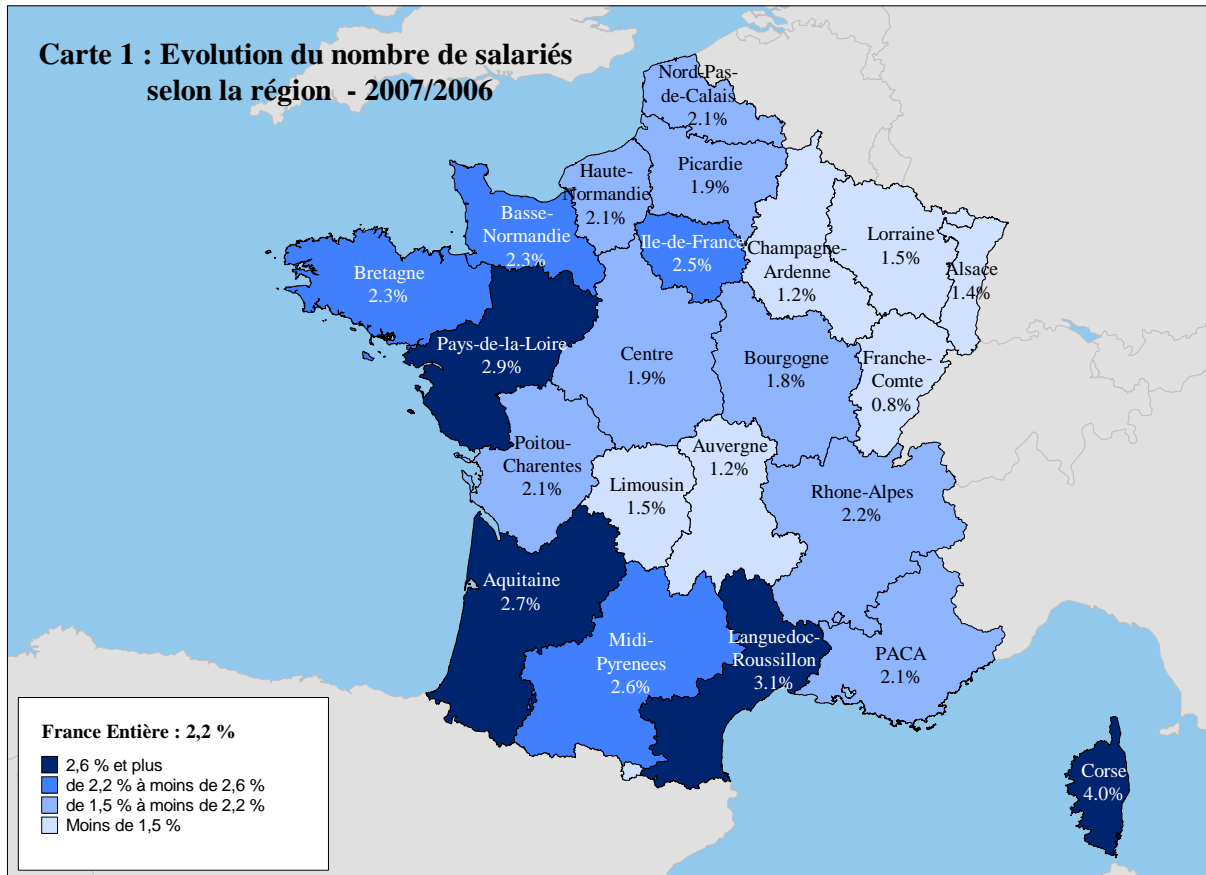 Carte 1 : Evolution du nombre de salariés
selon la région - 2007/2006
Nord-Pas-
de-Calais
2.1%
Picardie
1.9%
Haute-
Normandie
2.1%
Basse-
Normandie
2.3%
Ile-de-France
2.5%
Champagne-
Ardenne
1.2%
Lorraine
1.5%
Alsace
1.4%
Bretagne
2.3%
Pays-de-la-Loire
2.9%
Centre
1.9%
Bourgogne
1.8%
Franche-
Comte
0.8%
Poitou-
Charentes
2.1%
Limousin
1.5%
Auvergne
1.2%
Rhone-Alpes
2.2%
Aquitaine
2.7%
Midi-
Pyrenees
2.6%
Languedoc-
Roussillon
3.1%
PACA
2.1%
Corse
4.0%
France Entière : 2,2 %
2,6 % et plus
de 2,2 % à moins de 2,6 %
de 1,5 % à moins de 2,2 %
Moins de 1,5 %